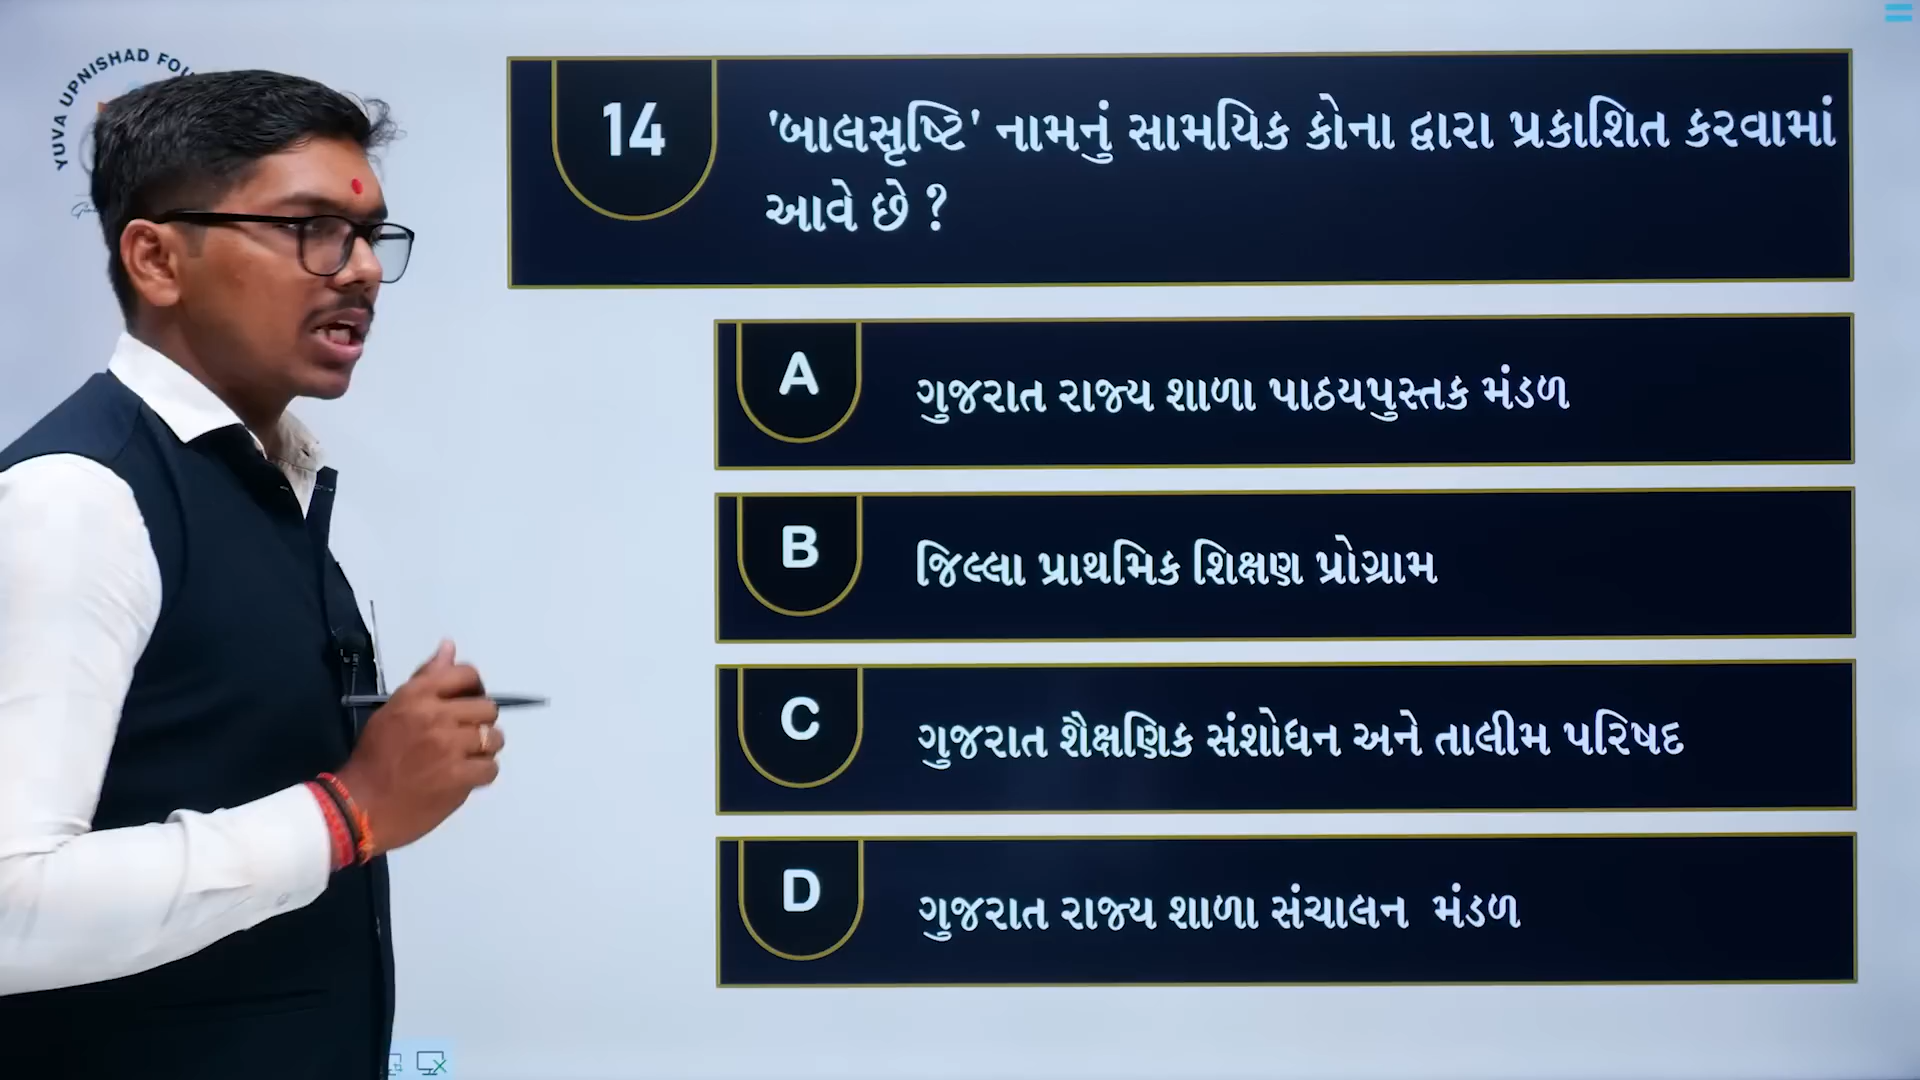 YUVA UPNISHAD
14
'બાલસૃષ્ટિ' નામનું સામયિક કોના દ્વારા પ્રકાશિત કરવામાં
આવે છે ?
A
ગુજરાત રાજ્ય શાળા પાઠયપુસ્તક મંડળ
B
જિલ્લા પ્રાથમિક શિક્ષણ પ્રોગ્રામ
C
ગુજરાત શૈક્ષણિક સંશોધન અને તાલીમ પરિષદ
D
ગુજરાત રાજ્ય શાળા સંચાલન મંડળ